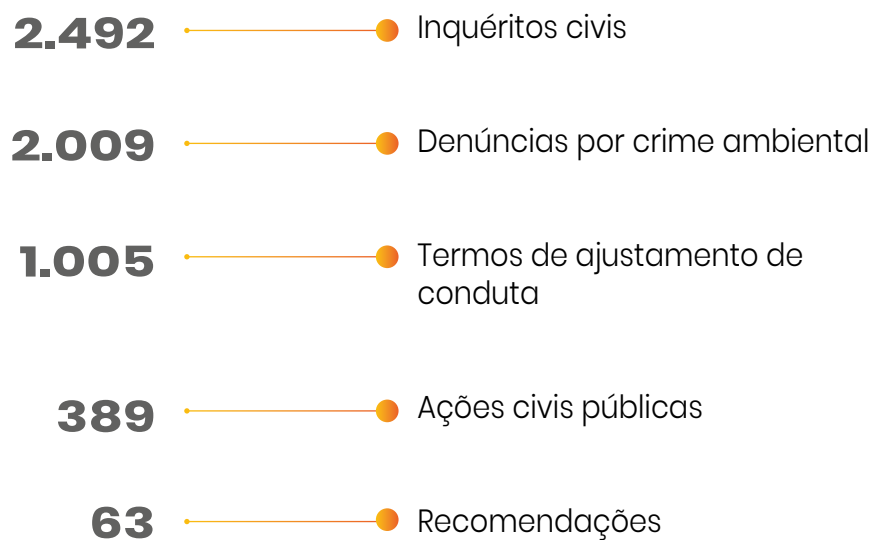 2.492 Inquéritos civis
2.009 Denúncias por crime ambiental
1.005 Termos de ajustamento de
conduta
389 Ações civis públicas
63 Recomendações